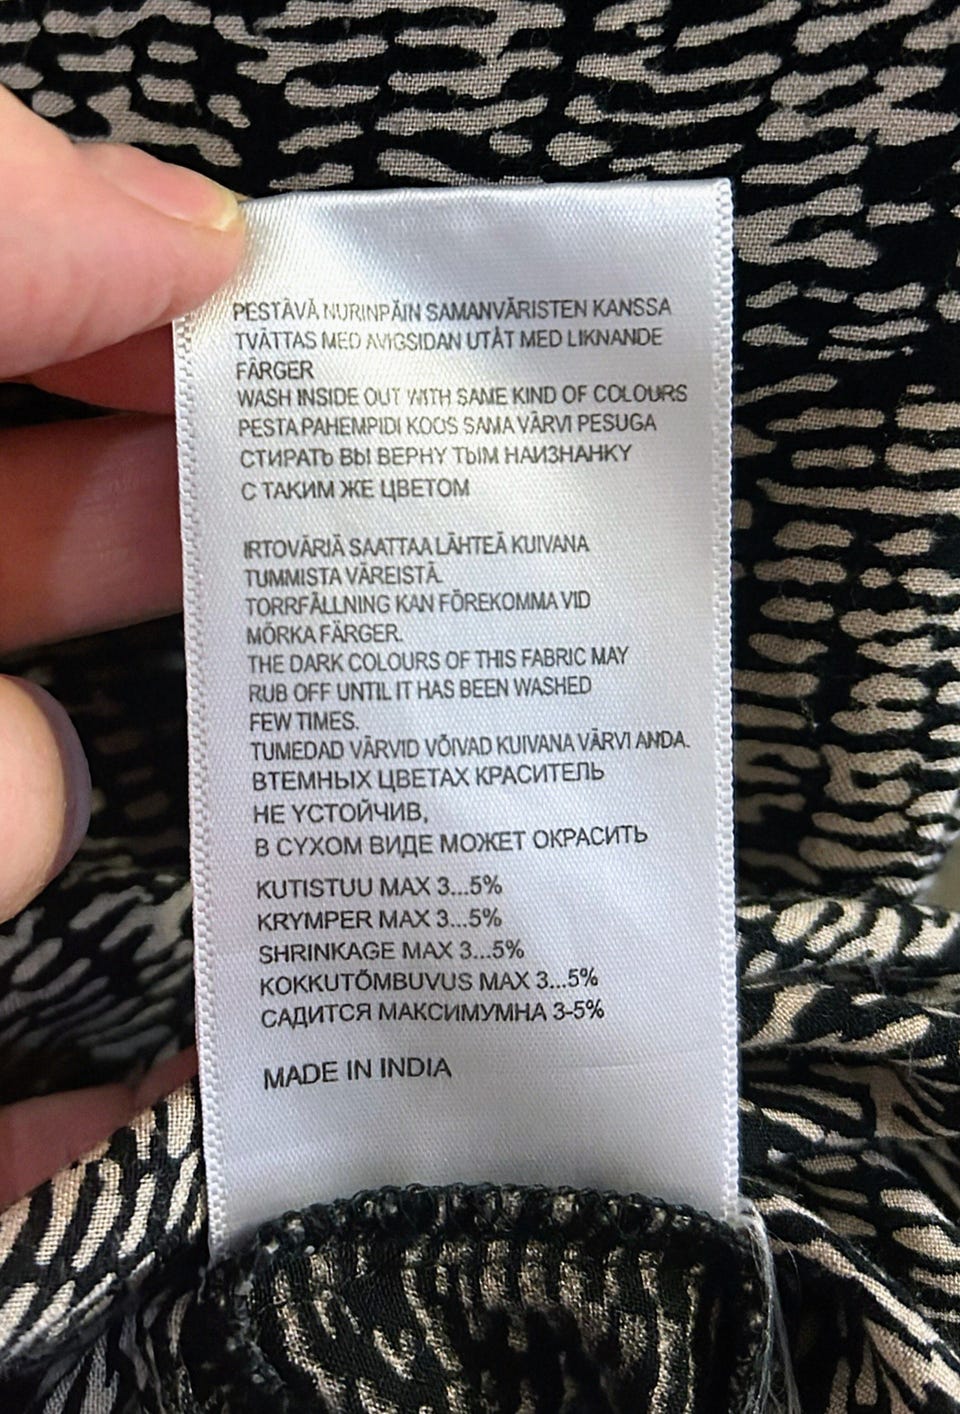 PESTÄVÄ NURINPÄIN SAMANVÄRISTEN KANSSA
TVÄTTAS MED AVIGSIDAN UTÅT MED LIKNANDE
FÄRGER
WASH INSIDE OUT WITH SAME KIND OF COLOURS
PESTA PAHEMPIDI KOOS SAMA VÄRVI PESUGA
СТИРАТЬ ВЫ ВЕРНУ ТЫМ НАИЗНАНКУ
С ТАКИМ ЖЕ ЦВЕТОМ
IRTOVÄRIÄ SAATTAA LÄHTEÄ KUIVANA
TUMMISTA VÄREISTÄ.
TORRFÄLLNING KAN FÖREKOMMA VID
MÖRKA FÄRGER.
THE DARK COLOURS OF THIS FABRIC MAY
RUB OFF UNTIL IT HAS BEEN WASHED
FEW TIMES.
TUMEDAD VÄRVID VÕIVAD KUIVANA VÄRVI ANDA.
ВТЕМНЫХ ЦВЕТАХ КРАСИТЕЛЬ
НЕ УСТОЙЧИВ,
В СУХОМ ВИДЕ МОЖЕТ ОКРАСИТЬ
KUTISTUU MAX 3...5%
KRYMPER MAX 3...5%
SHRINKAGE MAX 3...5%
KOKKUTÕMBUVUS MAX 3...5%
САДИТСЯ МАКСИМУМНА 3-5%
MADE IN INDIA